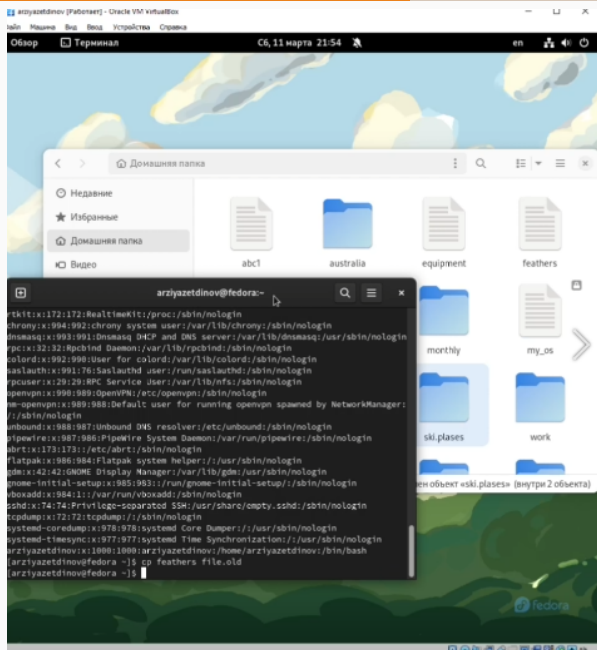 arziyazetdinov [Работает] - Oracle VM VirtualBox
Файл Машина Вид Ввод Устройства Справка
Обзор Терминал Сб, 11 марта 21:54 en
Домашняя папка
Недавние
Избранные
Домашняя папка
Видео
abc1 australia equipment feathers
monthly my_os
ski.plases work
ен объект «ski.plases» (внутри 2 объекта)
arziyazetdinov@fedora:~
rtkit:x:172:172:RealtimeKit:/proc:/sbin/nologin
chrony:x:994:992:chrony system user:/var/lib/chrony:/sbin/nologin
dnsmasq:x:993:991:Dnsmasq DHCP and DNS server:/var/lib/dnsmasq:/usr/sbin/nologin
rpc:x:32:32:Rpcbind Daemon:/var/lib/rpcbind:/sbin/nologin
colord:x:992:990:User for colord:/var/lib/colord:/sbin/nologin
saslauth:x:991:76:Saslauthd user:/run/saslauthd:/sbin/nologin
rpcuser:x:29:29:RPC Service User:/var/lib/nfs:/sbin/nologin
openvpn:x:990:989:OpenVPN:/etc/openvpn:/sbin/nologin
nm-openvpn:x:989:988:Default user for running openvpn spawned by NetworkManager:
/:/sbin/nologin
unbound:x:988:987:Unbound DNS resolver:/etc/unbound:/sbin/nologin
pipewire:x:987:986:PipeWire System Daemon:/var/run/pipewire:/sbin/nologin
abrt:x:173:173::/etc/abrt:/sbin/nologin
flatpak:x:986:984:Flatpak system helper:/:/usr/sbin/nologin
gdm:x:42:42:GNOME Display Manager:/var/lib/gdm:/usr/sbin/nologin
gnome-initial-setup:x:985:983::/run/gnome-initial-setup/:/sbin/nologin
vboxadd:x:984:1::/var/run/vboxadd:/sbin/nologin
sshd:x:74:74:Privilege-separated SSH:/usr/share/empty.sshd:/sbin/nologin
tcpdump:x:72:72:tcpdump:/:/sbin/nologin
systemd-coredump:x:978:978:systemd Core Dumper:/:/usr/sbin/nologin
systemd-timesync:x:977:977:systemd Time Synchronization:/:/usr/sbin/nologin
arziyazetdinov:x:1000:1000:arziyazetdinov:/home/arziyazetdinov:/bin/bash
[arziyazetdinov@fedora ~]$ cp feathers file.old
[arziyazetdinov@fedora ~]$
fedora